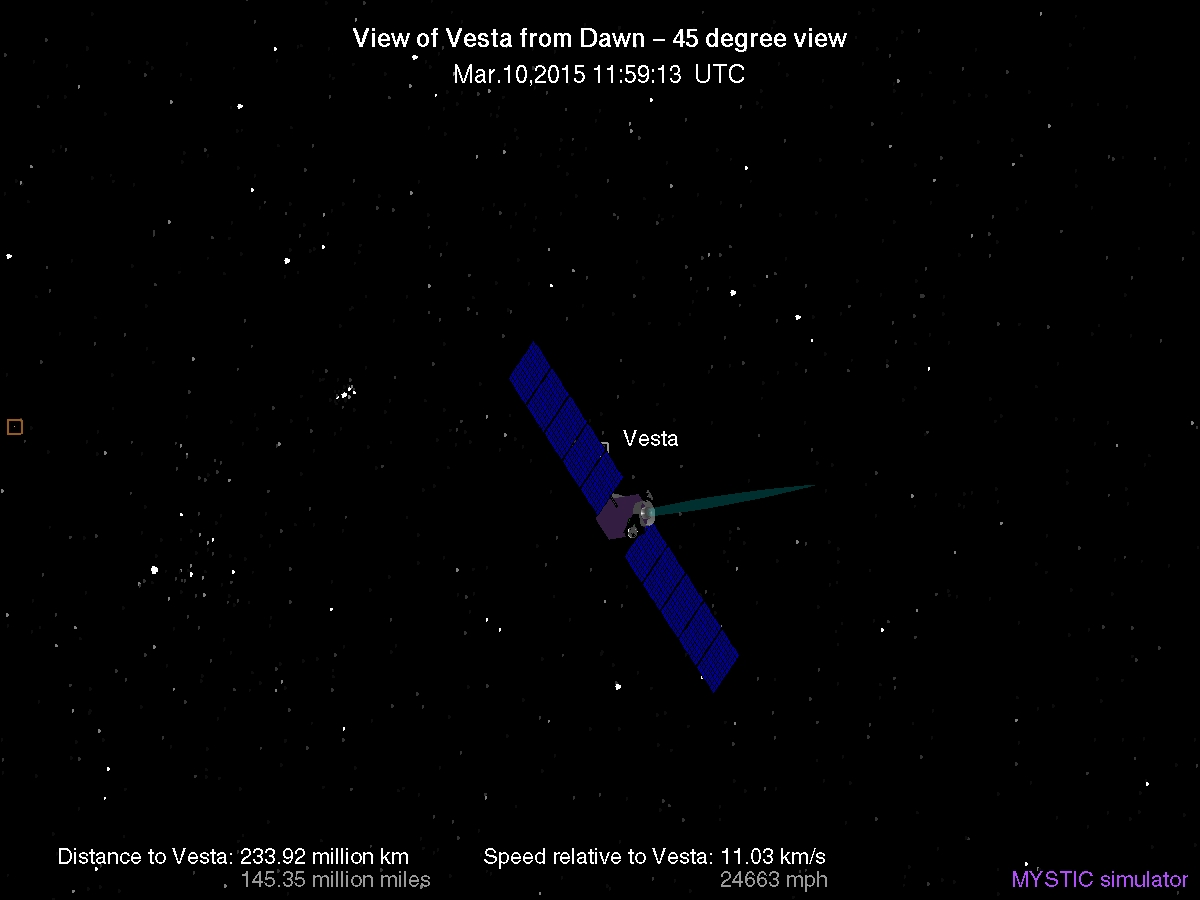 View of Vesta from Dawn – 45 degree view
Mar.10,2015 11:59:13 UTC
Vesta
Distance to Vesta: 233.92 million km
145.35 million miles
Speed relative to Vesta: 11.03 km/s
24663 mph
MYSTIC simulator